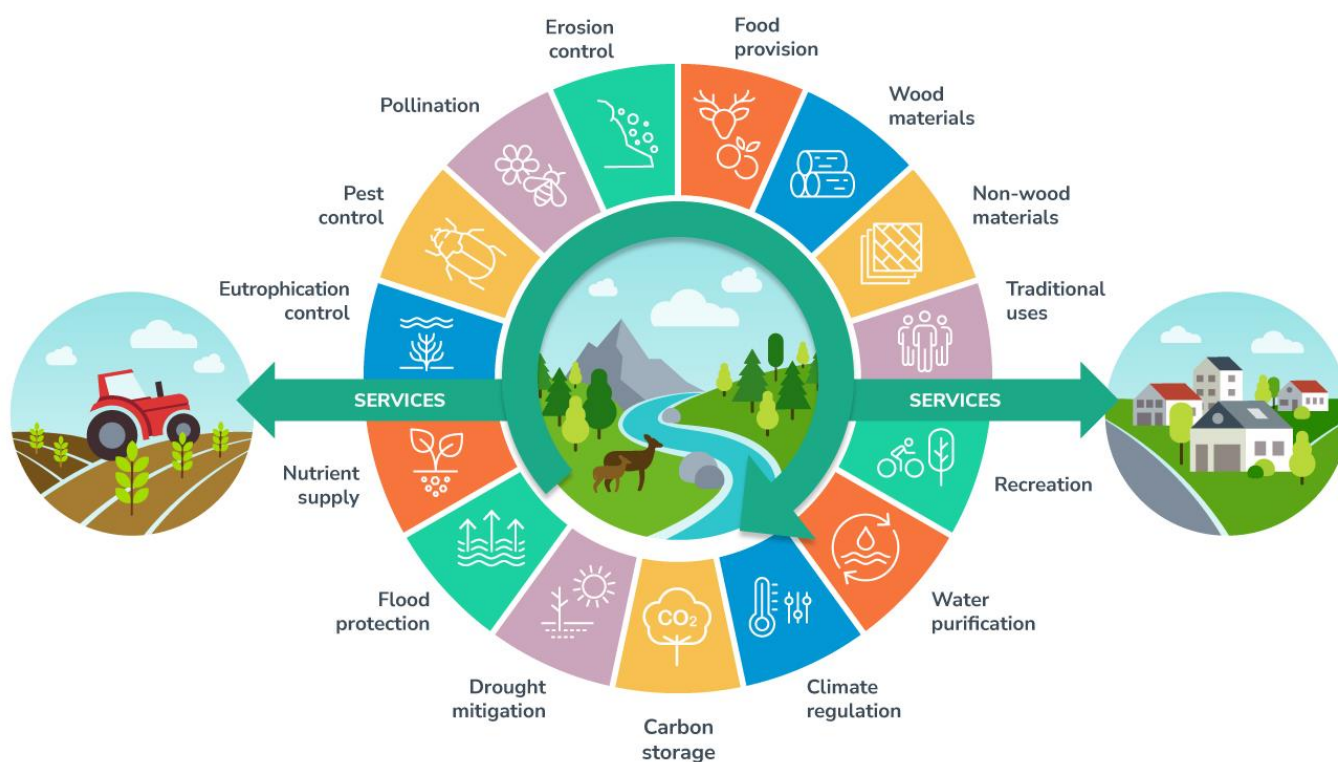 Erosion
control
Food
provision
Wood
materials
Non-wood
materials
Traditional
uses
Recreation
Water
purification
Climate
regulation
Carbon
storage
Drought
mitigation
Flood
protection
Nutrient
supply
Eutrophication
control
Pest
control
Pollination
SERVICES
SERVICES
CO₂